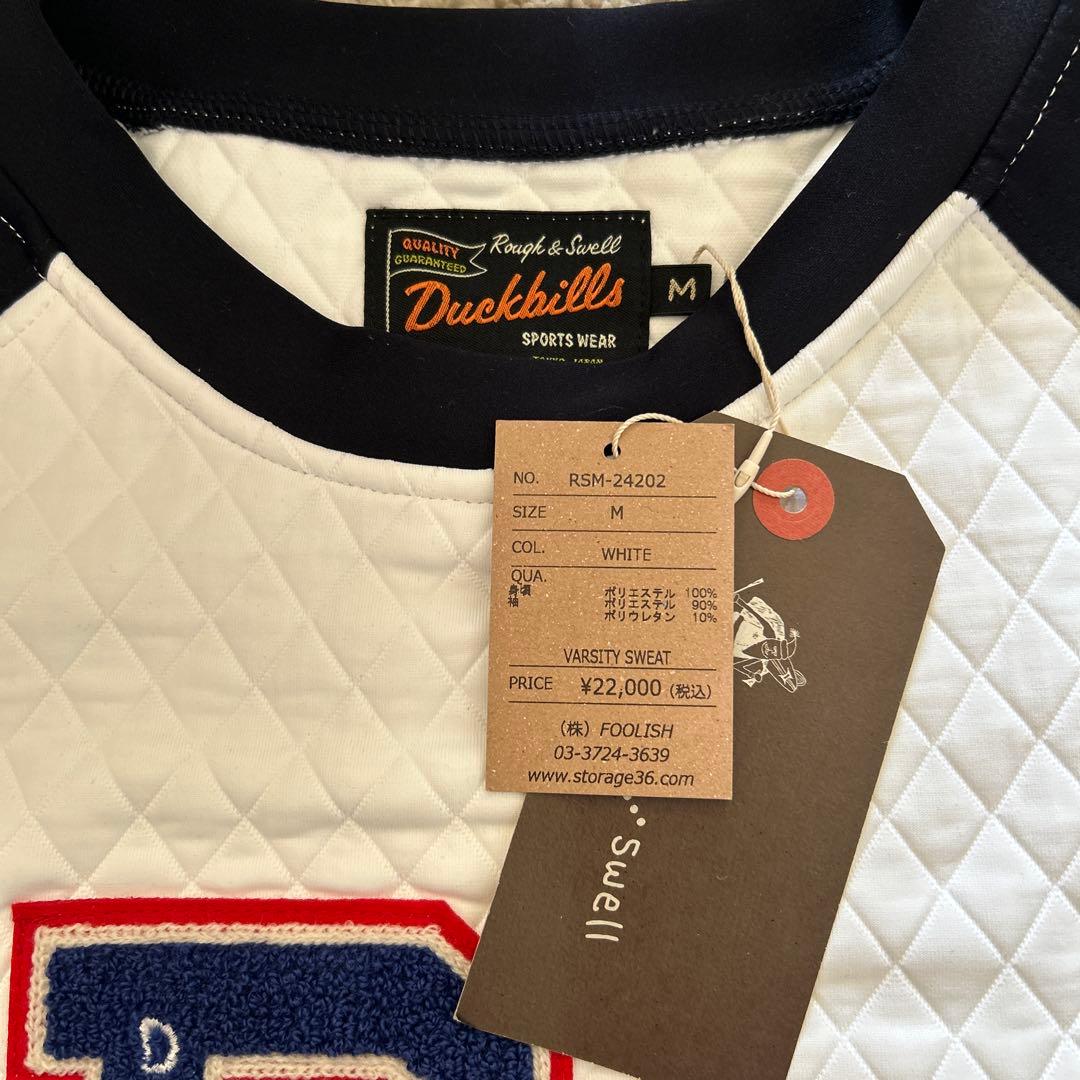 QUALITY
GUARANTEED
Rough & Swell
Duckbills
SPORTS WEAR
TOKYO JAPAN
M
NO. RSM-24202
SIZE M
COL. WHITE
QUA.
身頃 ポリエステル 100%
袖 ポリエステル 90%
ポリウレタン 10%
VARSITY SWEAT
PRICE ¥22,000 (税込)
(株) FOOLISH
03-3724-3639
www.storage36.com
Swell
D